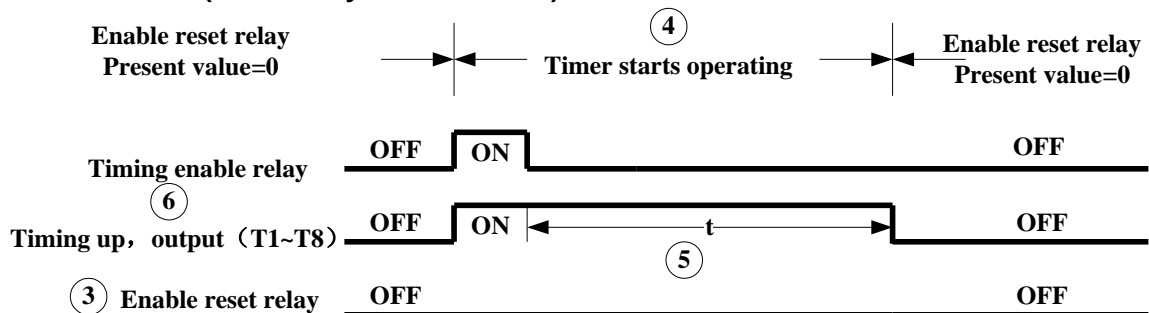 Enable reset relay
Present value=0
④
Timer starts operating
Enable reset relay
Present value=0
Timing enable relay
OFF
ON
OFF
⑥
Timing up，output（T1~T8）
OFF
ON
t
OFF
⑤
③ Enable reset relay
OFF
OFF